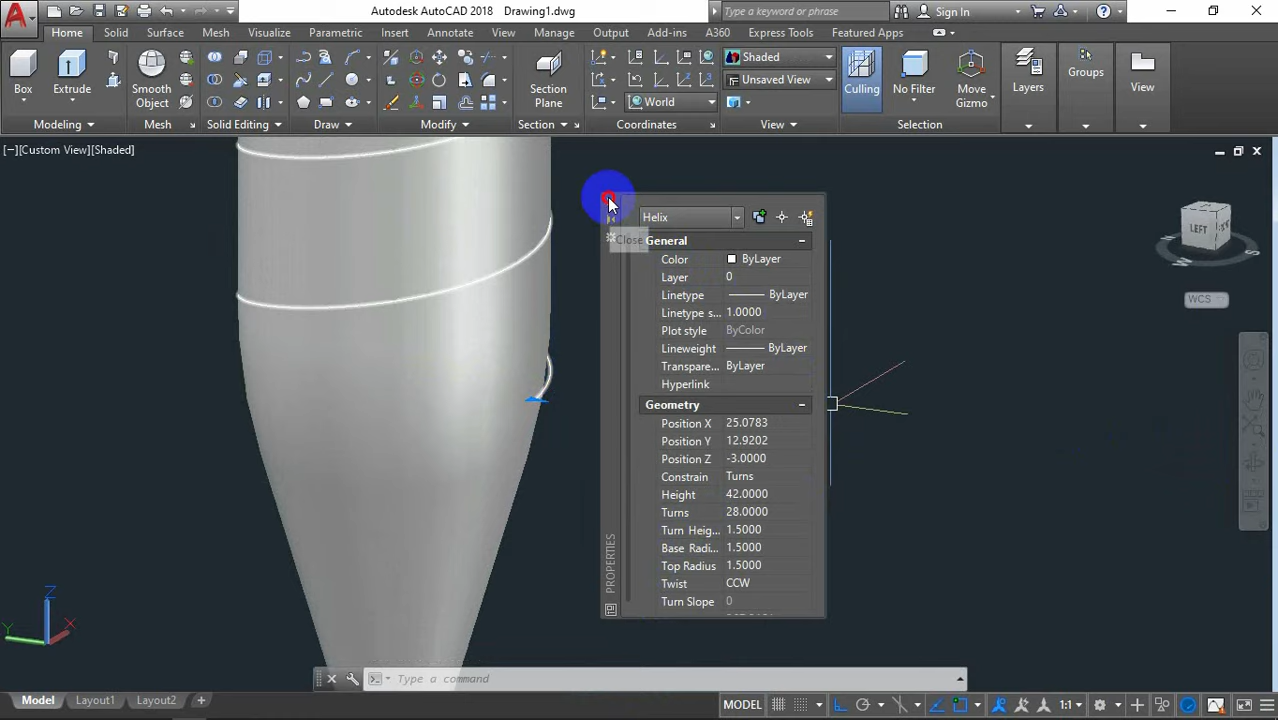 A
Autodesk AutoCAD 2018 Drawing1.dwg
Type a keyword or phrase
Sign In
Home Solid Surface Mesh Visualize Parametric Insert Annotate View Manage Output Add-ins A360 Express Tools Featured Apps
Box
Extrude
Smooth
Object
Section
Plane
Shaded
Unsaved View
World
Culling
No Filter
Move
Gizmo
Layers
Groups
View
Modeling
Mesh
Solid Editing
Draw
Modify
Section
Coordinates
View
Selection
[−][Custom View][Shaded]
LEFT
W
S
WCS
Close
Helix
General
Color ByLayer
Layer 0
Linetype ByLayer
Linetype s... 1.0000
Plot style ByColor
Lineweight ByLayer
Transpare... ByLayer
Hyperlink
Geometry
Position X 25.0783
Position Y 12.9202
Position Z -3.0000
Constrain Turns
Height 42.0000
Turns 28.0000
Turn Heig... 1.5000
Base Radi... 1.5000
Top Radius 1.5000
Twist CCW
Turn Slope 0
PROPERTIES
Z
Y
X
Type a command
Model Layout1 Layout2 +
MODEL
1:1